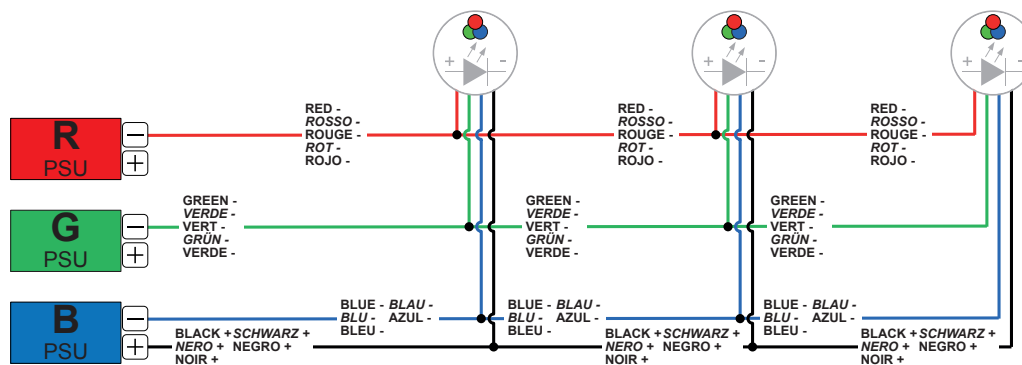 + -
+ -
+ -
R
PSU
−
+
RED -
ROSSO -
ROUGE -
ROT -
ROJO -
RED -
ROSSO -
ROUGE -
ROT -
ROJO -
RED -
ROSSO -
ROUGE -
ROT -
ROJO -
G
PSU
−
+
GREEN -
VERDE -
VERT -
GRÜN -
VERDE -
GREEN -
VERDE -
VERT -
GRÜN -
VERDE -
GREEN -
VERDE -
VERT -
GRÜN -
VERDE -
B
PSU
−
+
BLUE - BLAU -
BLU - AZUL -
BLEU -
BLUE - BLAU -
BLU - AZUL -
BLEU -
BLUE - BLAU -
BLU - AZUL -
BLEU -
BLACK + SCHWARZ +
NERO + NEGRO +
NOIR +
BLACK + SCHWARZ +
NERO + NEGRO +
NOIR +
BLACK + SCHWARZ +
NERO + NEGRO +
NOIR +